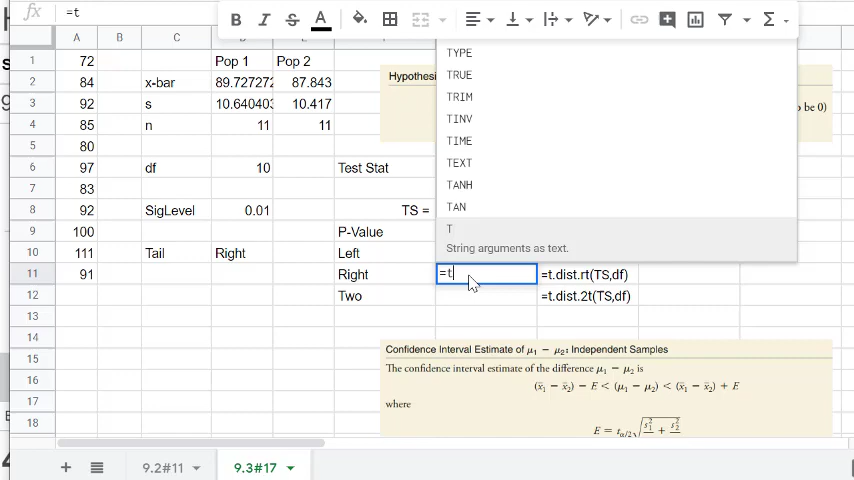 fx =t
B I S A
A B C
1 72 Pop 1 Pop 2
2 84 x-bar 89.727272 87.843
3 92 s 10.640403 10.417
4 85 n 11 11
5 80
6 97 df 10 Test Stat
7 83
8 92 SigLevel 0.01 TS =
9 100 P-Value
10 111 Tail Right Left
11 91 Right =t =t.dist.rt(TS,df)
12 Two =t.dist.2t(TS,df)
13
14
15
16
17
18
Hypothesi
o be 0)
TYPE
TRUE
TRIM
TINV
TIME
TEXT
TANH
TAN
T
String arguments as text.
Confidence Interval Estimate of μ1 − μ2: Independent Samples
The confidence interval estimate of the difference μ1 − μ2 is
(x̄1 − x̄2) − E < (μ1 − μ2) < (x̄1 − x̄2) + E
where
E = tα/2 √ s1² + s2²
+ 9.2#11 9.3#17